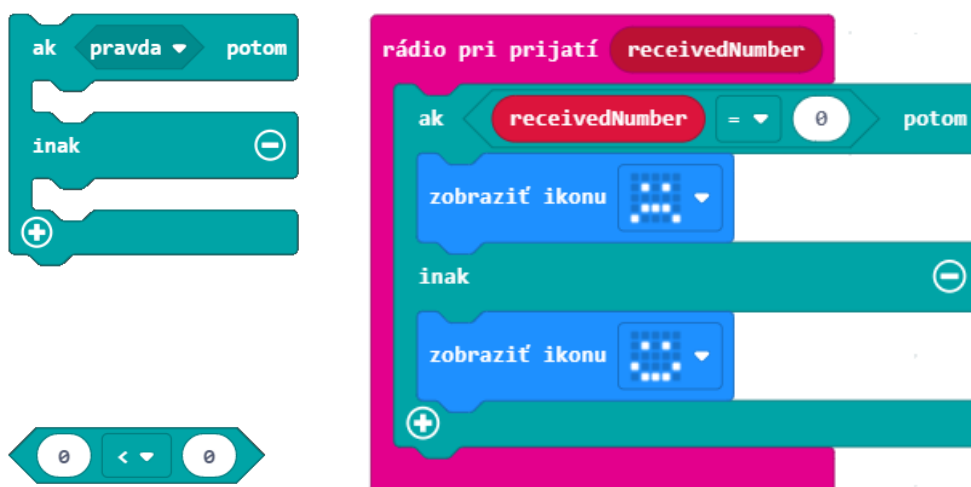 ak pravda potom
inak
0 < 0
rádio pri prijatí receivedNumber
ak receivedNumber = 0 potom
zobraziť ikonu
inak
zobraziť ikonu